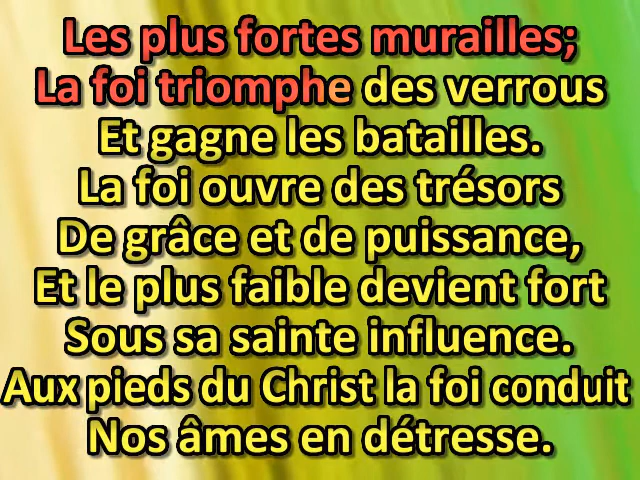 Les plus fortes murailles;
La foi triomphe des verrous
Et gagne les batailles.
La foi ouvre des trésors
De grâce et de puissance,
Et le plus faible devient fort
Sous sa sainte influence.
Aux pieds du Christ la foi conduit
Nos âmes en détresse.